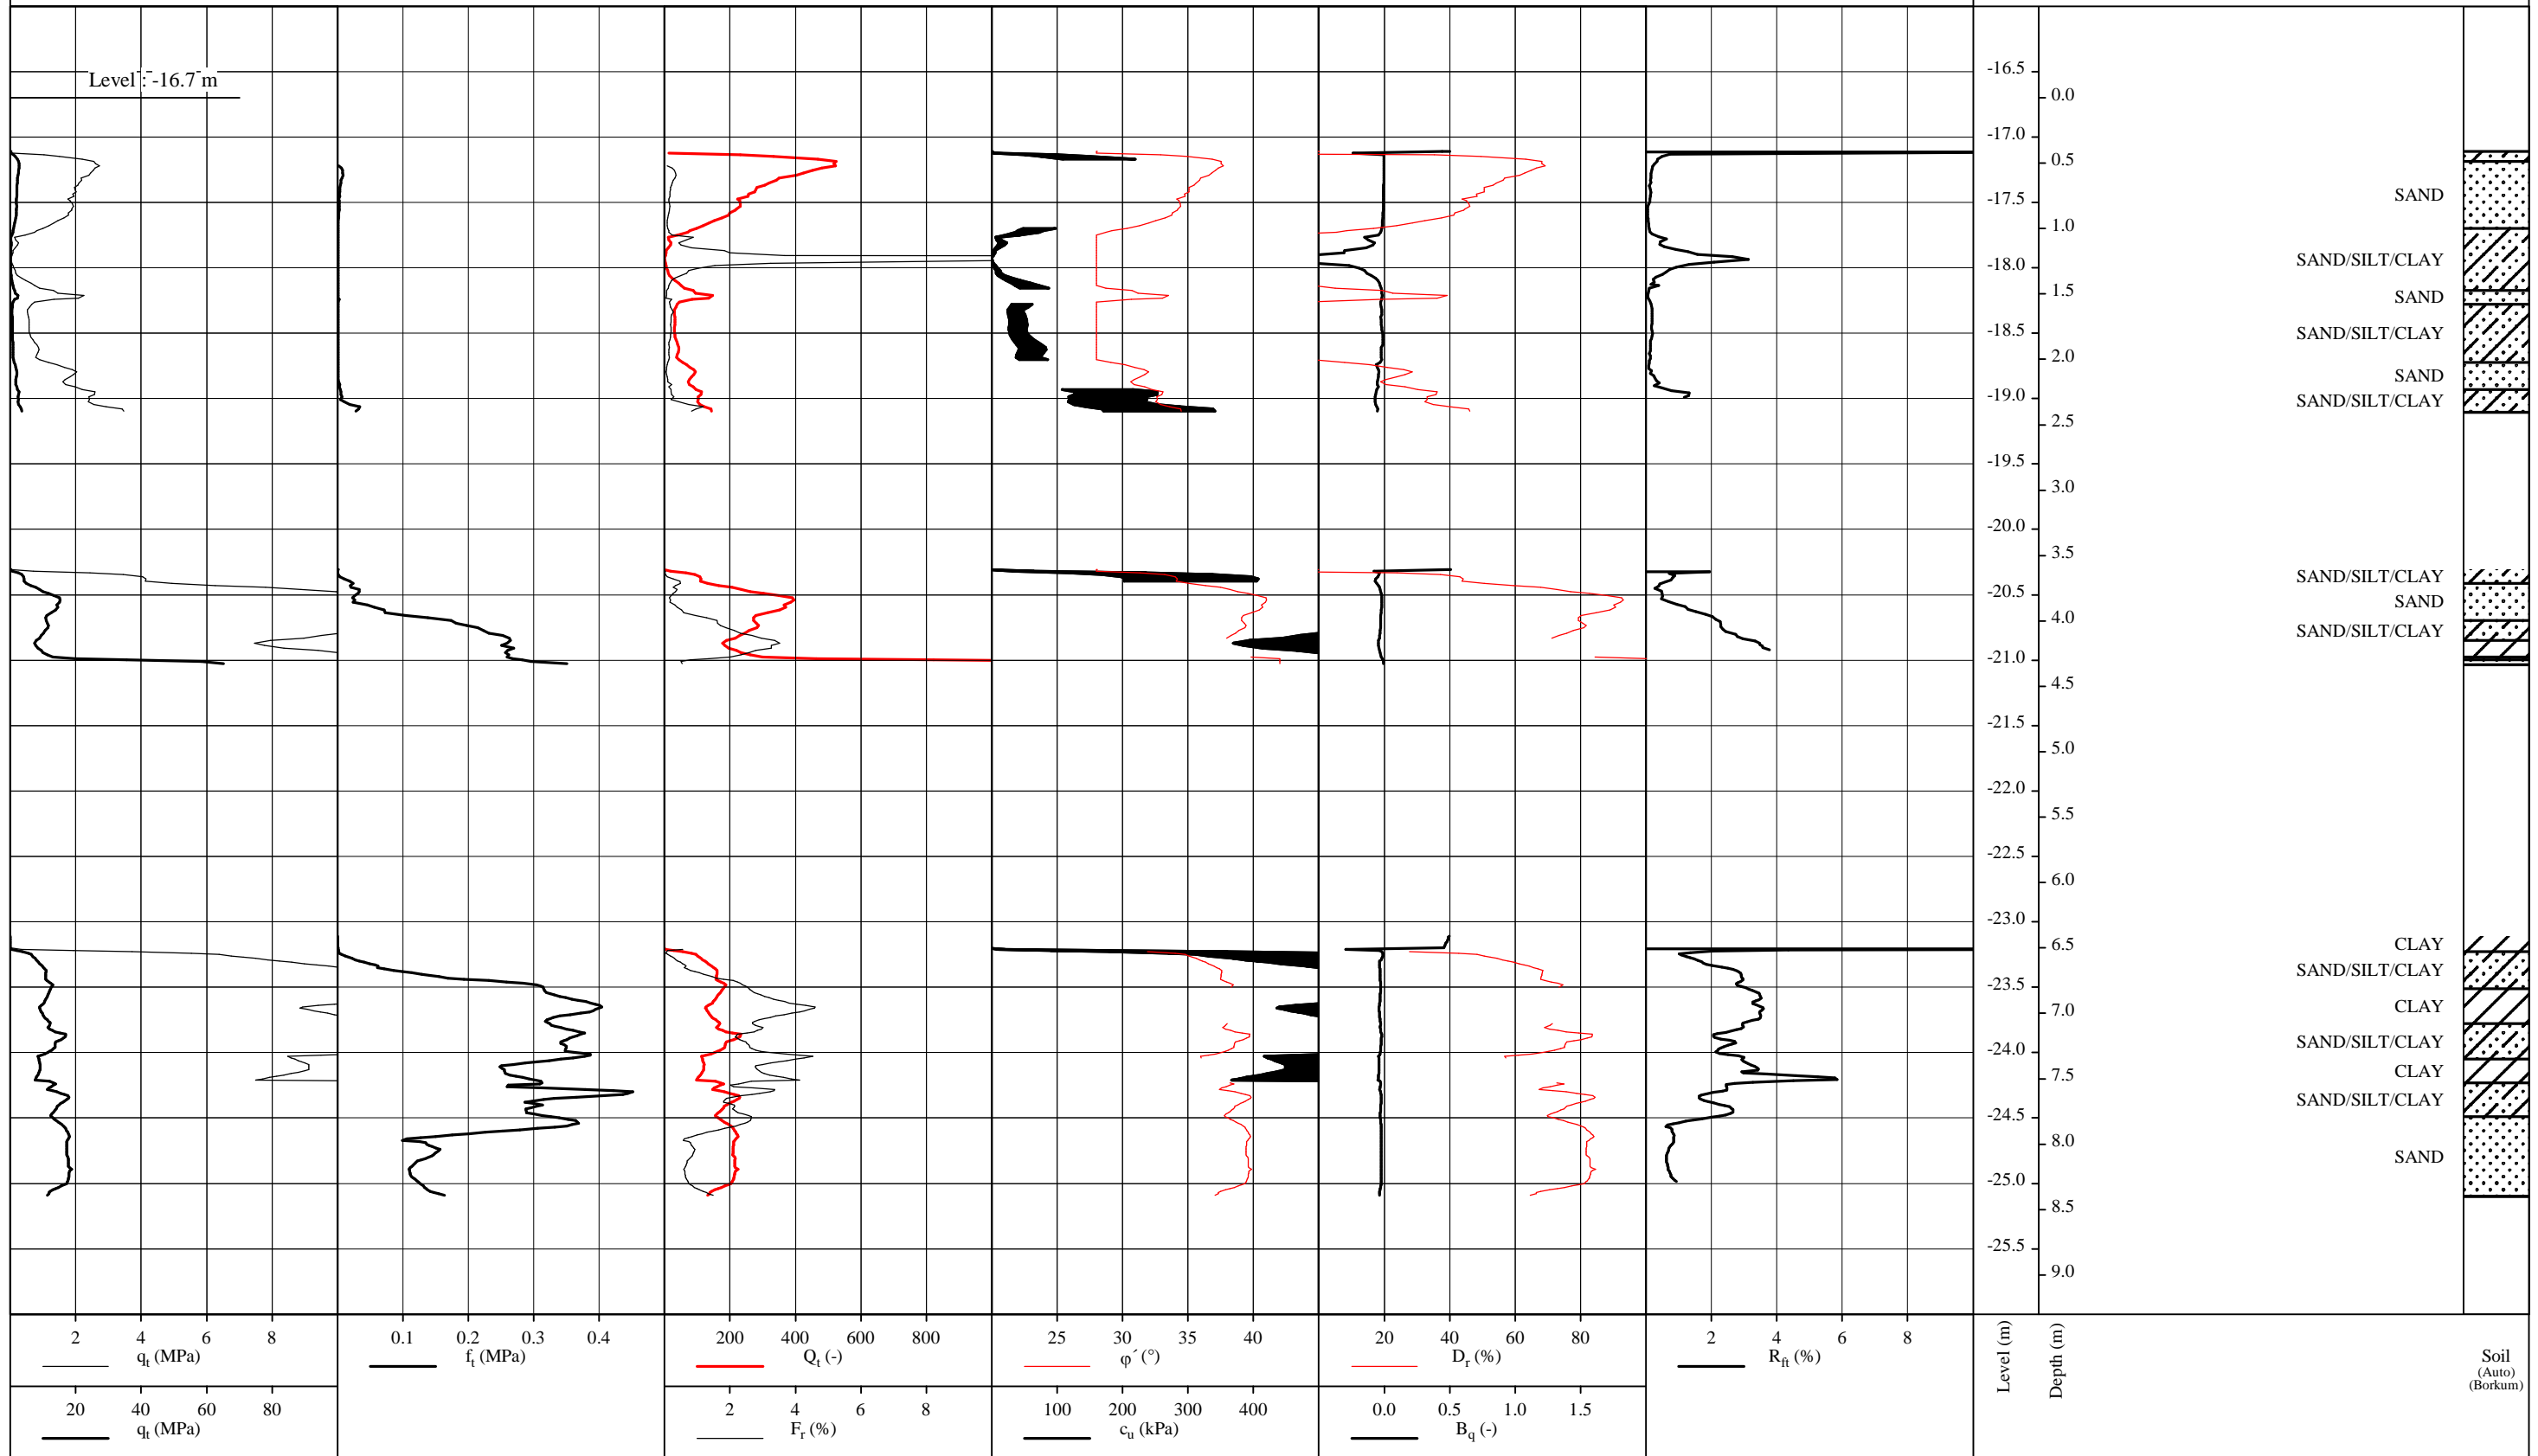 Level : -16.7 m
-16.5
0.0
-17.0
0.5
SAND
-17.5
1.0
SAND/SILT/CLAY
-18.0
1.5
SAND
-18.5
SAND/SILT/CLAY
2.0
SAND
-19.0
SAND/SILT/CLAY
2.5
-19.5
3.0
-20.0
3.5
SAND/SILT/CLAY
-20.5
SAND
4.0
SAND/SILT/CLAY
-21.0
4.5
-21.5
5.0
-22.0
5.5
-22.5
6.0
-23.0
6.5
CLAY
SAND/SILT/CLAY
-23.5
CLAY
7.0
SAND/SILT/CLAY
-24.0
CLAY
7.5
SAND/SILT/CLAY
-24.5
8.0
SAND
-25.0
8.5
-25.5
9.0
2 4 6 8 0.1 0.2 0.3 0.4 200 400 600 800 25 30 35 40 20 40 60 80 2 4 6 8
qt (MPa) ft (MPa) Qt (-) φ´ (°) Dr (%) Rft (%)
Level (m)
Depth (m)
Soil
(Auto)
(Borkum)
20 40 60 80 2 4 6 8 100 200 300 400 0.0 0.5 1.0 1.5
qt (MPa) Fr (%) cu (kPa) Bq (-)